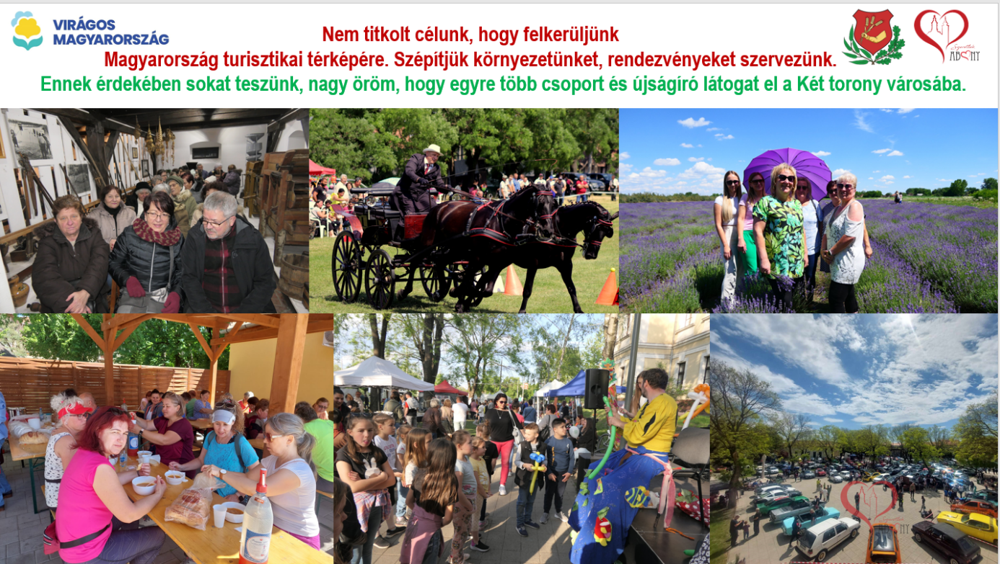 VIRÁGOS
MAGYARORSZÁG
Nem titkolt célunk, hogy felkerüljünk
Magyarország turisztikai térképére. Szépítjük környezetünket, rendezvényeket szervezünk.
Ennek érdekében sokat teszünk, nagy öröm, hogy egyre több csoport és újságíró látogat el a Két torony városába.
Szeretlek
ABONY